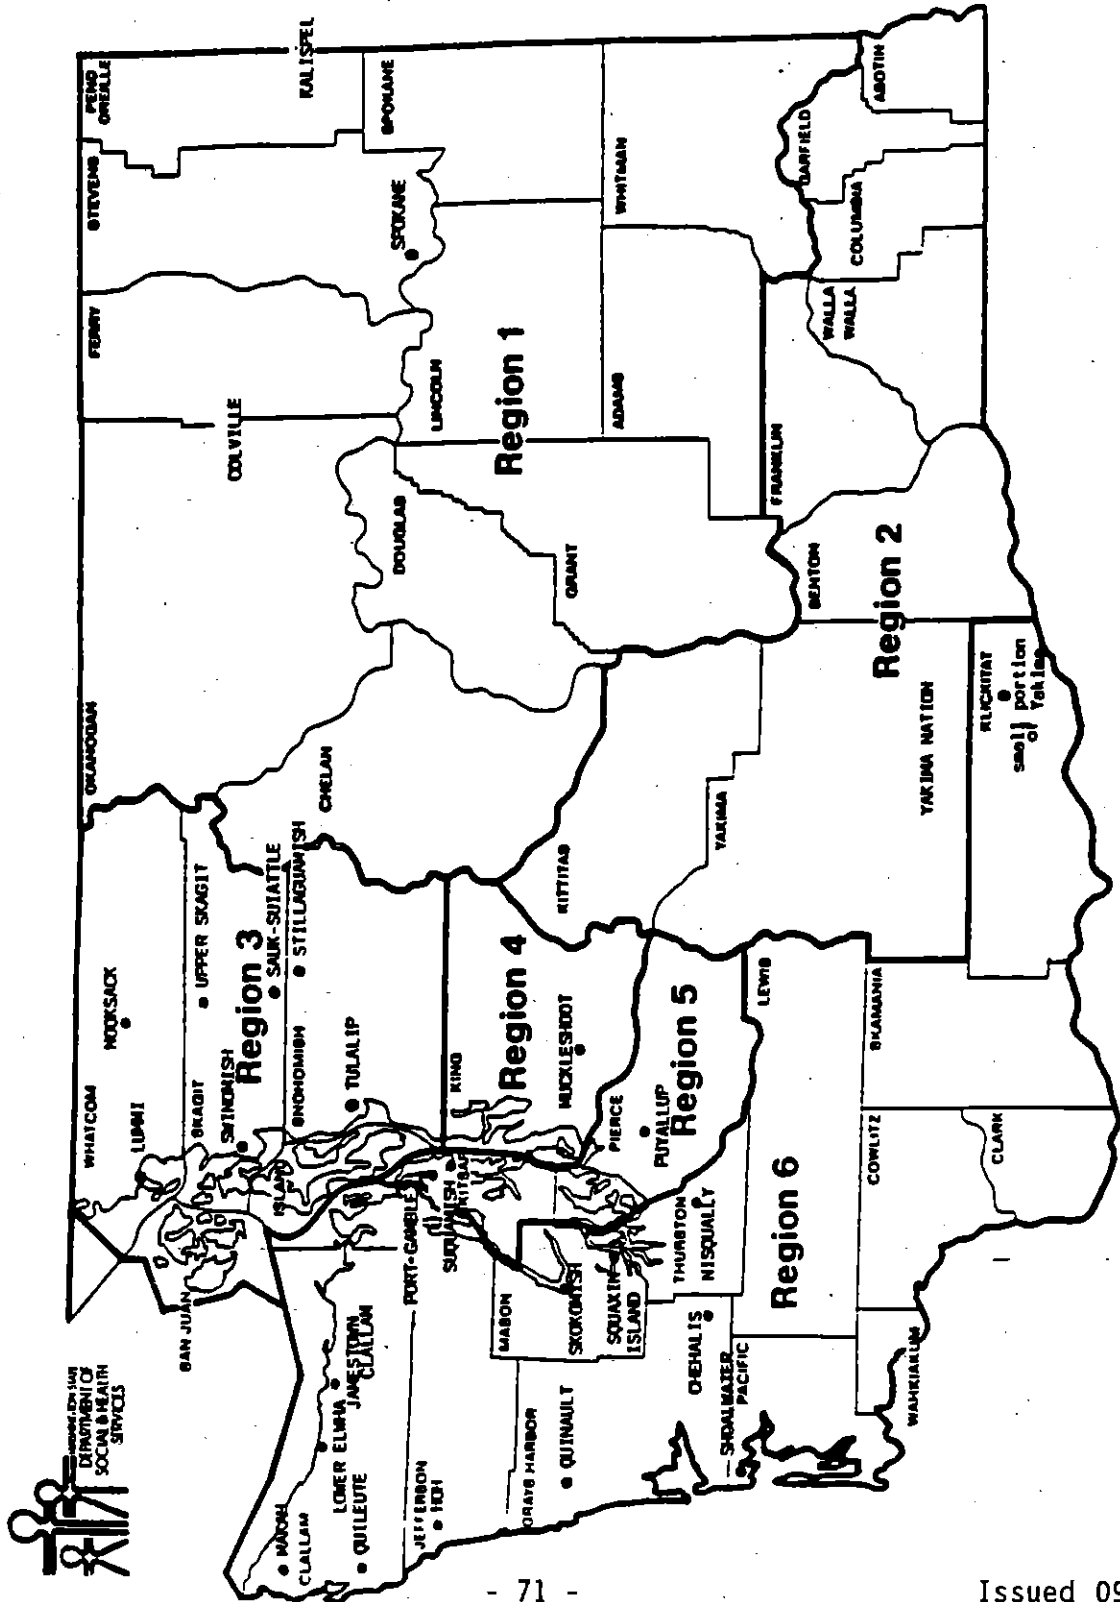 WASHINGTON STATE
DEPARTMENT OF
SOCIAL & HEALTH
SERVICES
WHATCOM
OKANOGAN
FERRY
STEVENS
PEND
OREILLE
NOOKSACK
LUMMI
SAN JUAN
SKAGIT
UPPER SKAGIT
COLVILLE
KALISPEL
SWINOMISH
Region 3
SAUK-SUIATTLE
ISLAND
SNOHOMISH
STILLAGUAMISH
CHELAN
MAKAH
CLALLAM
LOWER ELWHA
JAMESTOWN
CLALLAM
TULALIP
QUILEUTE
DOUGLAS
SPOKANE
SPOKANE
JEFFERSON
HOH
PORT GAMBLE
SUQUAMISH
KITSAP
KING
LINCOLN
Region 1
MASON
Region 4
GRAYS HARBOR
QUINAULT
SKOKOMISH
MUCKLESHOOT
KITTITAS
GRANT
SQUAXIN
ISLAND
PIERCE
ADAMS
WHITMAN
PUYALLUP
Region 5
THURSTON
NISQUALLY
CHEHALIS
YAKIMA
SHOALWATER
PACIFIC
LEWIS
Region 6
FRANKLIN
BENTON
WALLA
WALLA
GARFIELD
COLUMBIA
ASOTIN
Region 2
COWLITZ
SKAMANIA
YAKIMA NATION
WAHKIAKUM
CLARK
KLICKITAT
small portion
of Yakima
- 71 -
Issued 09